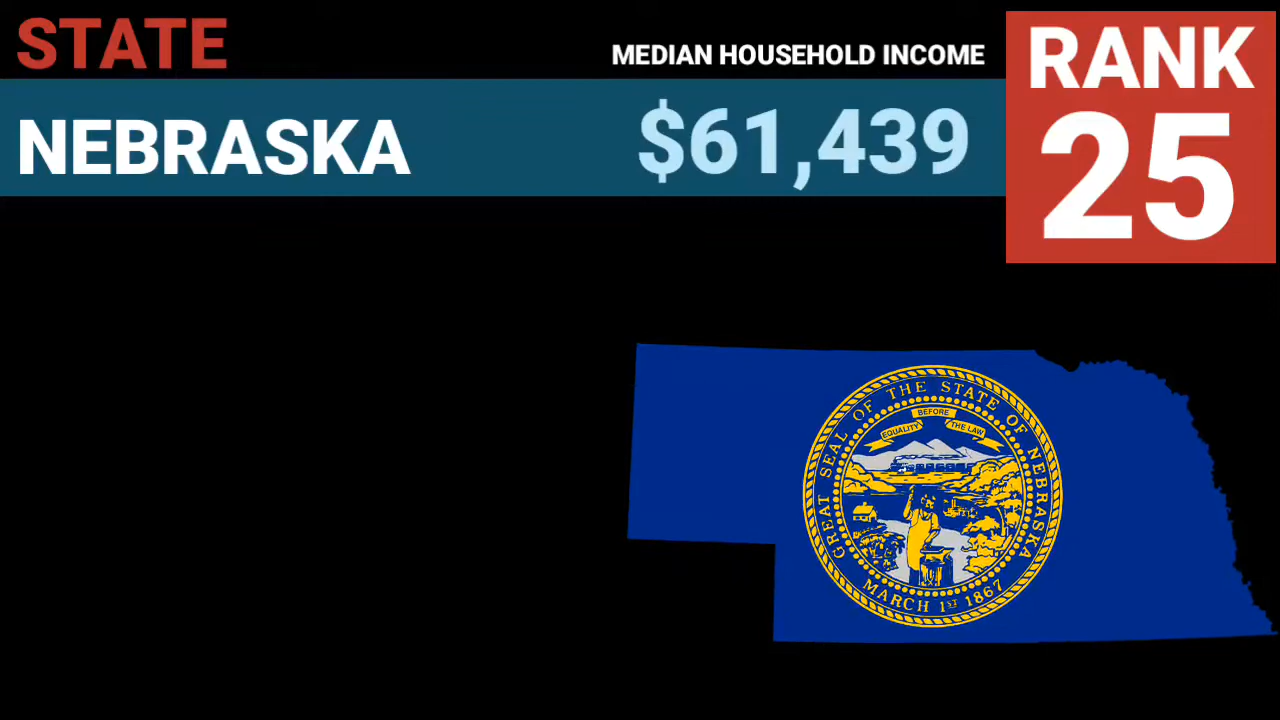 STATE
MEDIAN HOUSEHOLD INCOME
RANK
25
NEBRASKA
$61,439
GREAT SEAL OF THE STATE OF NEBRASKA
EQUALITY BEFORE THE LAW
MARCH 1ST 1867